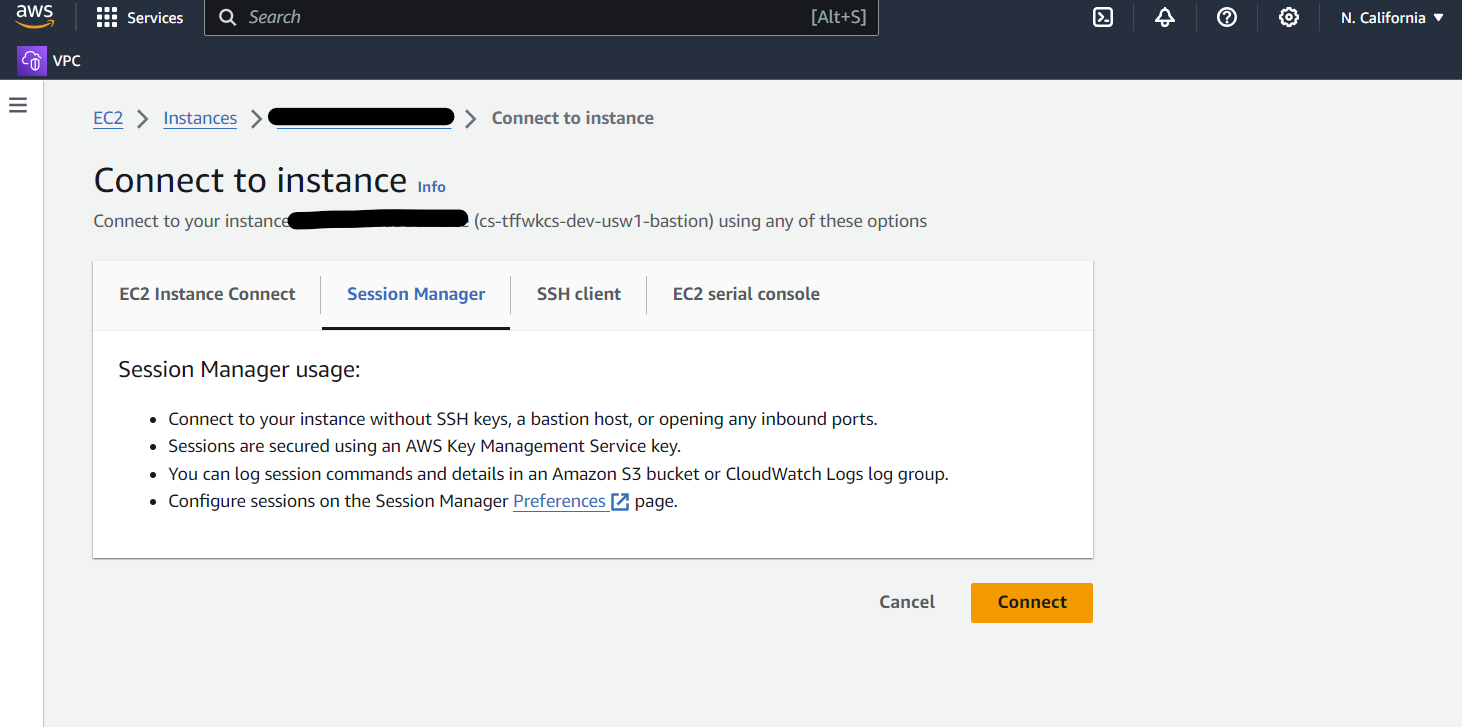 aws Services Search [Alt+S] N. California
VPC
EC2 Instances Connect to instance
Connect to instance Info
Connect to your instance (cs-tffwkcs-dev-usw1-bastion) using any of these options
EC2 Instance Connect Session Manager SSH client EC2 serial console
Session Manager usage:
Connect to your instance without SSH keys, a bastion host, or opening any inbound ports.
Sessions are secured using an AWS Key Management Service key.
You can log session commands and details in an Amazon S3 bucket or CloudWatch Logs log group.
Configure sessions on the Session Manager Preferences page.
Cancel Connect